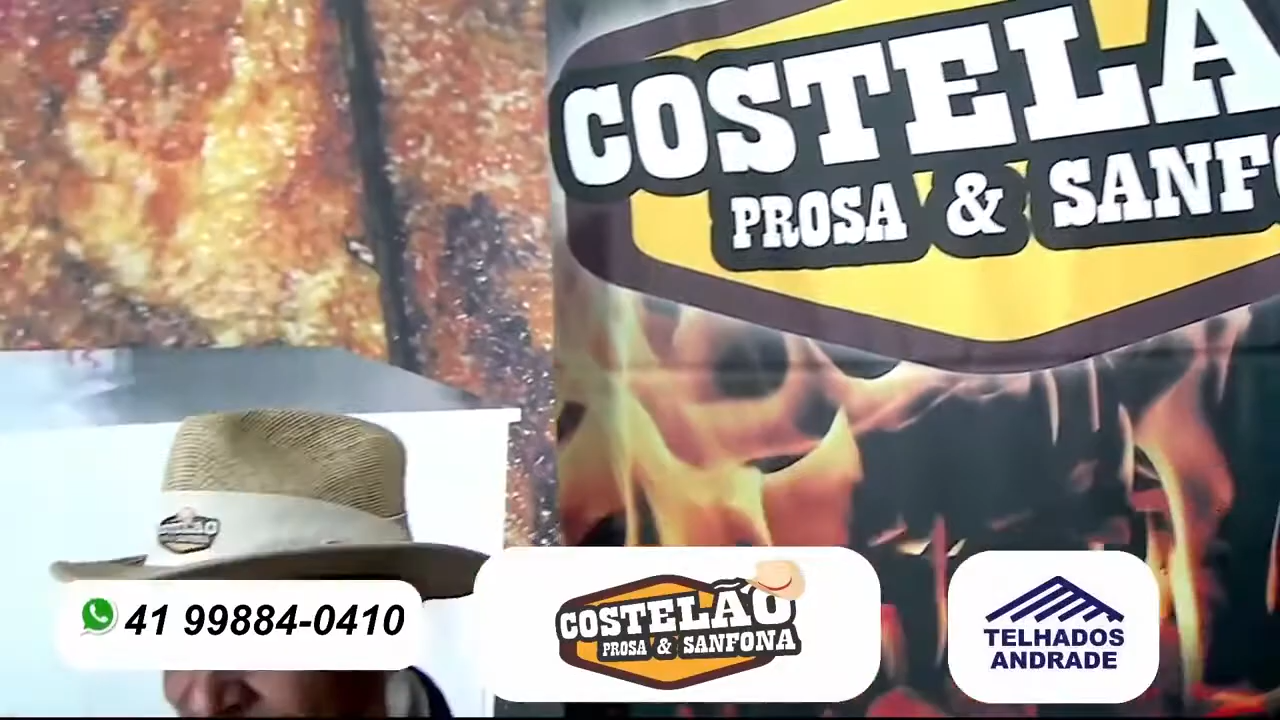 COSTELA
PROSA & SANF
41 99884-0410
COSTELÃO
PROSA & SANFONA
TELHADOS
ANDRADE